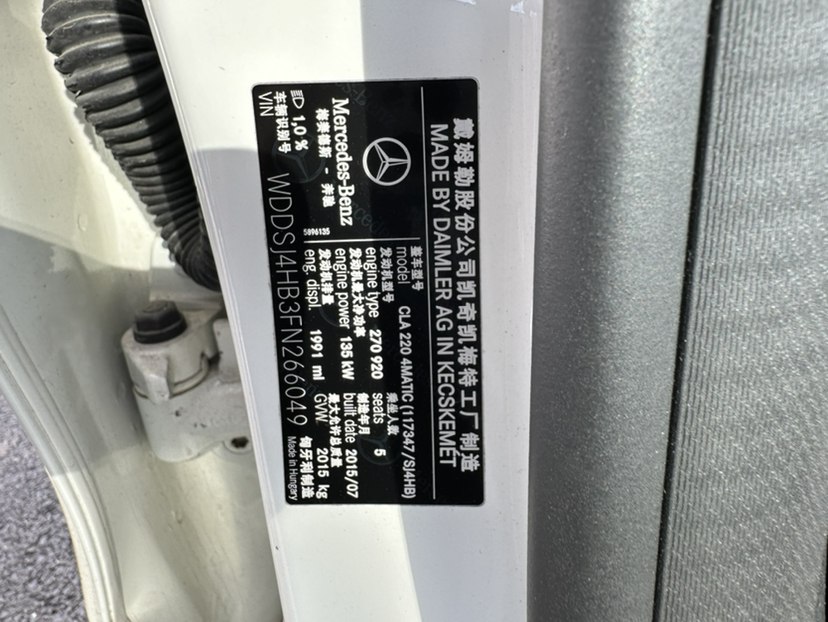 戴姆勒股份公司凯奇凯梅特工厂制造
MADE BY DAIMLER AG IN KECSKEMÉT
Mercedes-Benz
梅赛德斯 - 奔驰
1,0 %
5896135
整车型号
model CLA 220 4MATIC (117347/SJ4HB)
发动机型号
engine type 270 920
乘坐人数
seats 5
发动机最大净功率
engine power 135 kW
制造年月
built date 2015/07
发动机排量
eng. displ. 1991 ml
最大允许总质量
GVW 2015 kg
车辆识别号
VIN WDDSJ4HB3FN266049
匈牙利制造
Made in Hungary